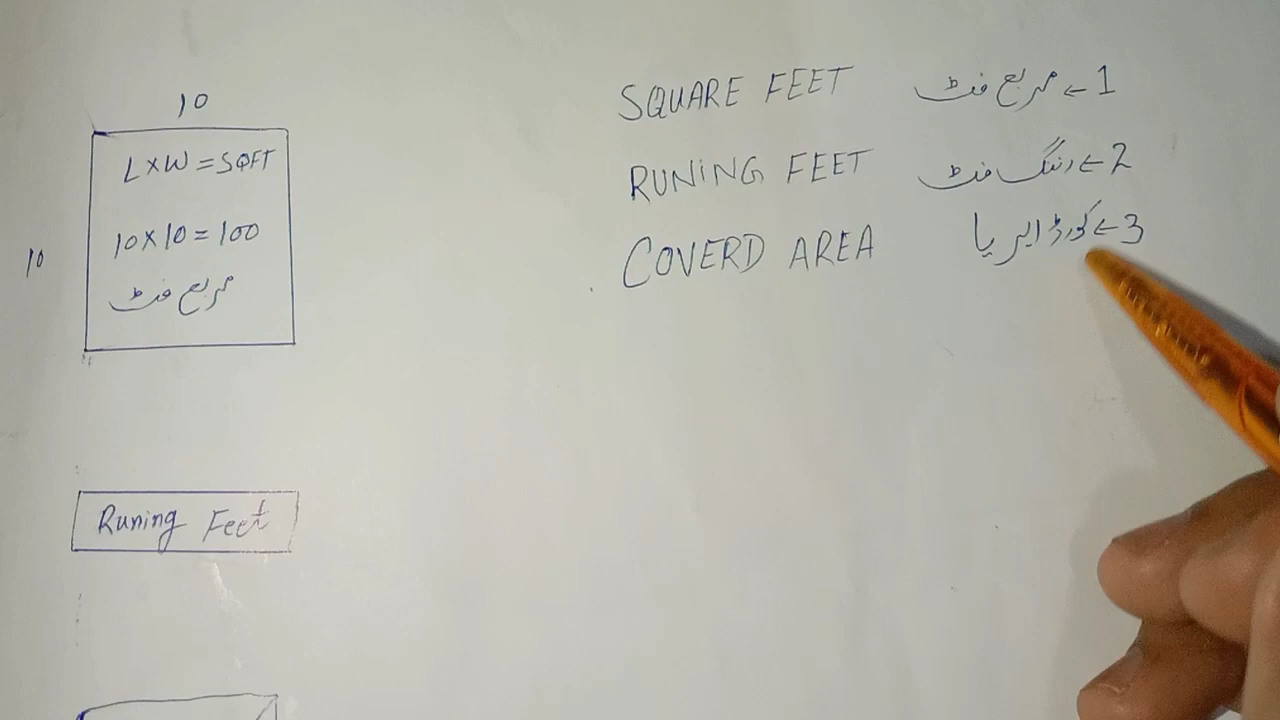 10
L×W=SQFT
10
10×10=100
مربع فٹ
Runing Feet
SQUARE FEET مربع فٹ ← 1
RUNING FEET رننگ فٹ ← 2
COVERD AREA کورڈ ایریا ← 3